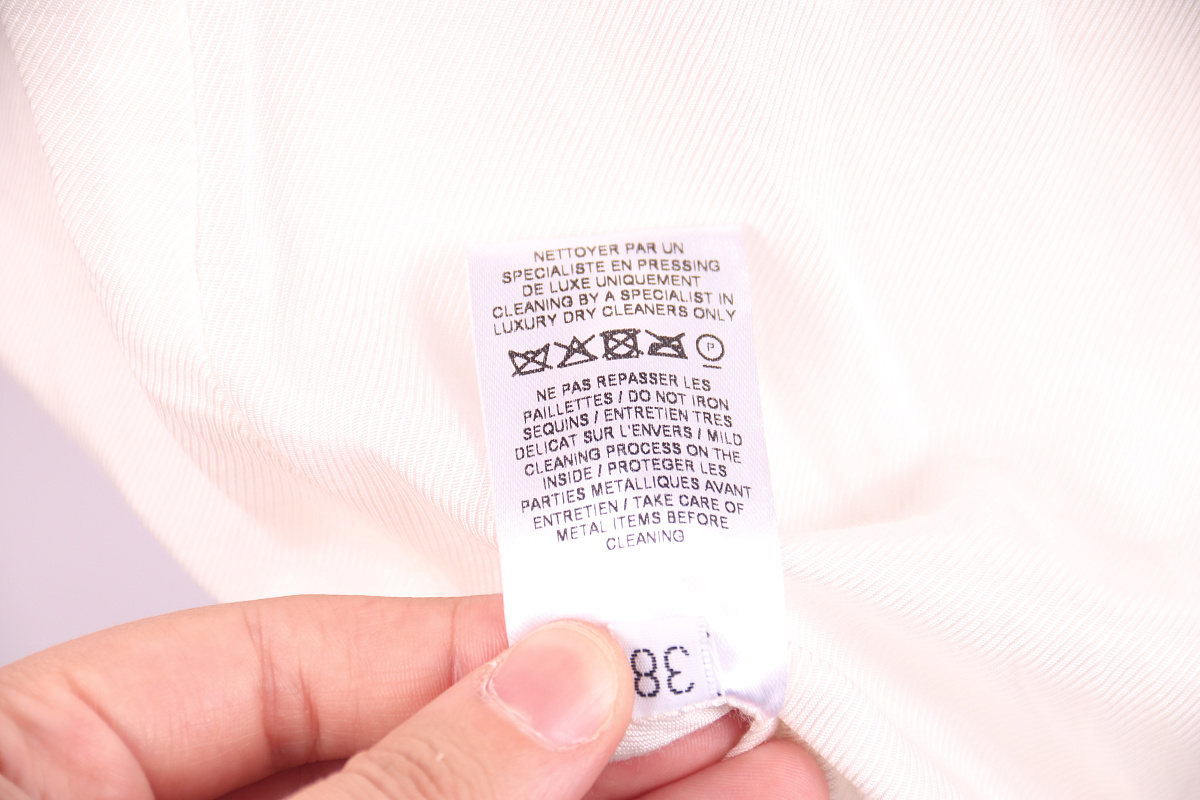 NETTOYER PAR UN
SPECIALISTE EN PRESSING
DE LUXE UNIQUEMENT
CLEANING BY A SPECIALIST IN
LUXURY DRY CLEANERS ONLY
P
NE PAS REPASSER LES
PAILLETTES / DO NOT IRON
SEQUINS / ENTRETIEN TRES
DELICAT SUR L'ENVERS / MILD
CLEANING PROCESS ON THE
INSIDE / PROTEGER LES
PARTIES METALLIQUES AVANT
ENTRETIEN / TAKE CARE OF
METAL ITEMS BEFORE
CLEANING
38